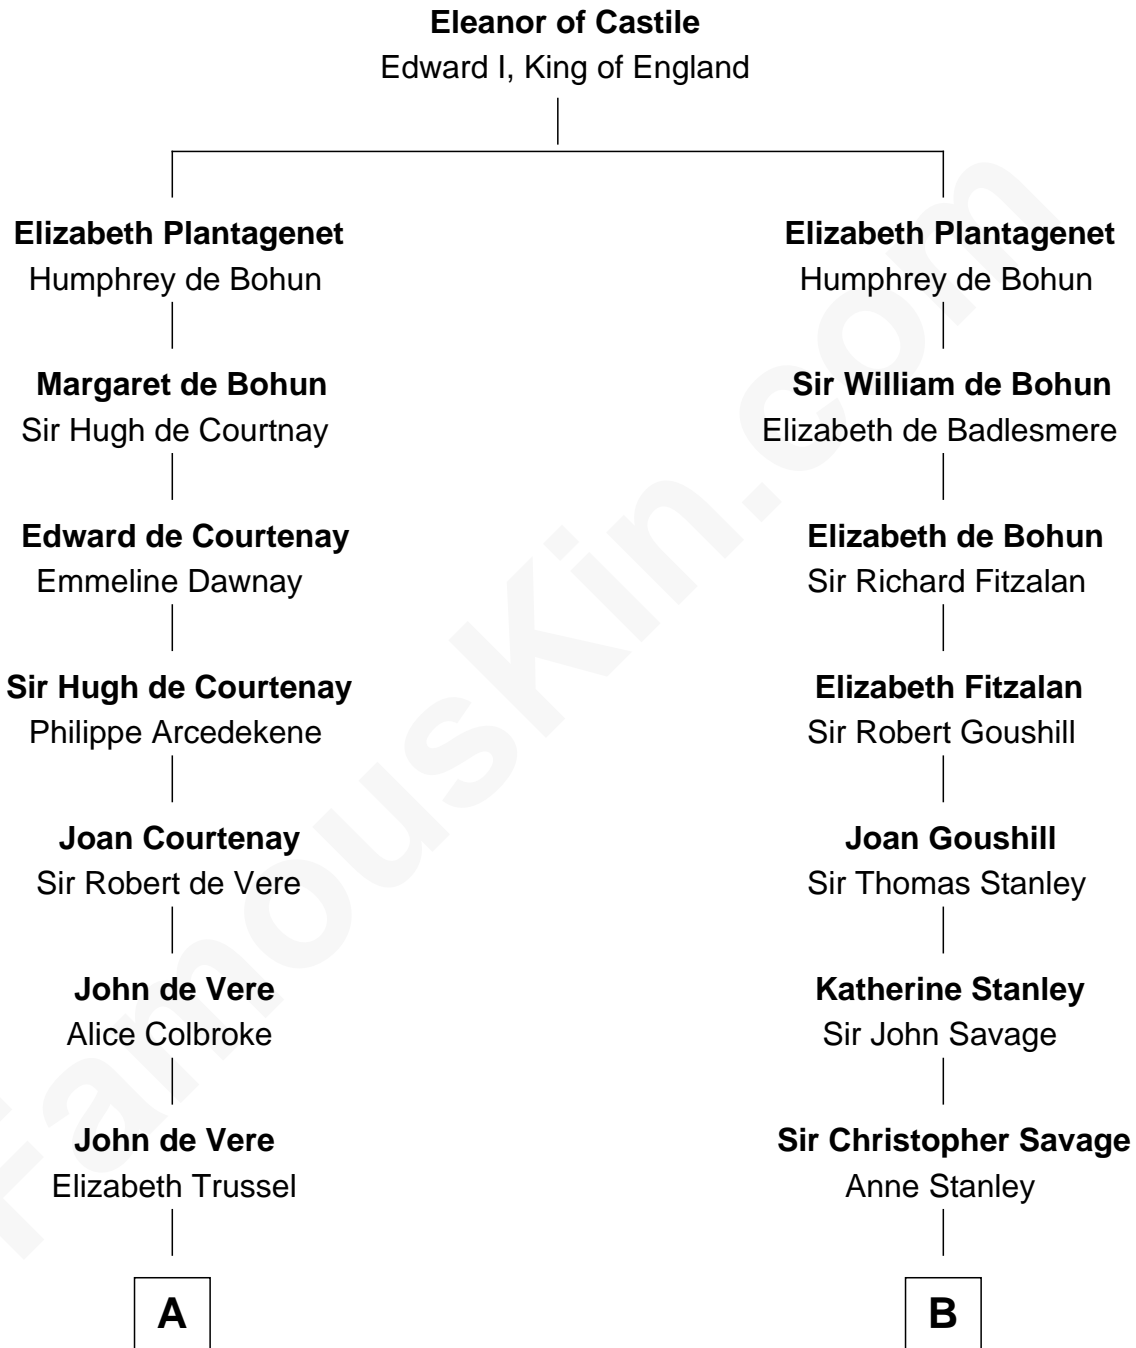 Eleanor of Castile
Edward I, King of England
Elizabeth Plantagenet
Humphrey de Bohun
Margaret de Bohun
Sir Hugh de Courtnay
Edward de Courtenay
Emmeline Dawnay
Sir Hugh de Courtenay
Philippe Arcedekene
Joan Courtenay
Sir Robert de Vere
John de Vere
Alice Colbroke
John de Vere
Elizabeth Trussel
A
Elizabeth Plantagenet
Humphrey de Bohun
Sir William de Bohun
Elizabeth de Badlesmere
Elizabeth de Bohun
Sir Richard Fitzalan
Elizabeth Fitzalan
Sir Robert Goushill
Joan Goushill
Sir Thomas Stanley
Katherine Stanley
Sir John Savage
Sir Christopher Savage
Anne Stanley
B
FamousKin.com